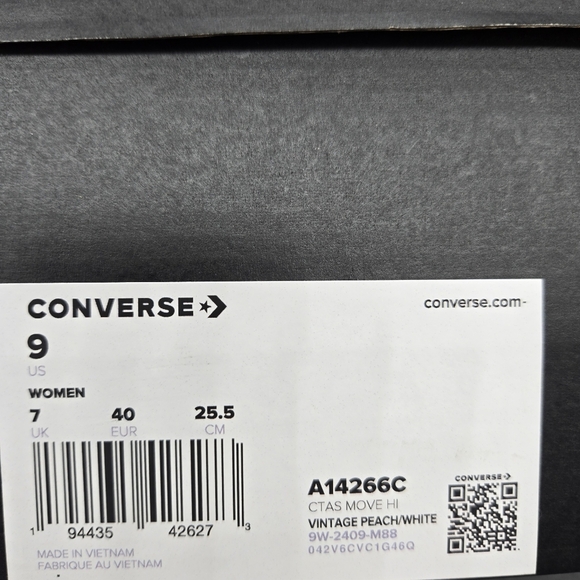 CONVERSE
converse.com-
9
US
WOMEN
7 40 25.5
UK EUR CM
1 94435 42627 3
MADE IN VIETNAM
FABRIQUE AU VIETNAM
CONVERSE
A14266C
CTAS MOVE HI
VINTAGE PEACH/WHITE
9W-2409-M88
042V6CVC1G46Q